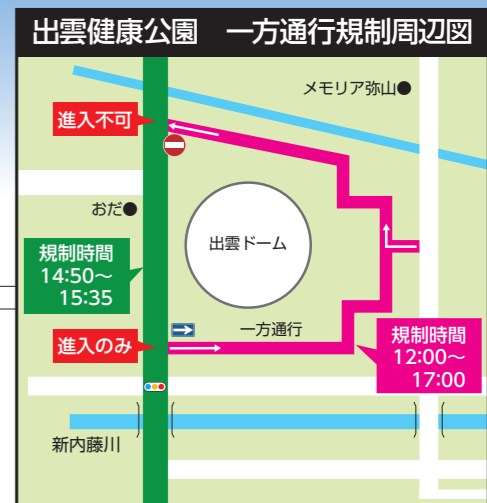 出雲健康公園　一方通行規制周辺図
メモリア弥山●
進入不可
おだ●
出雲ドーム
規制時間
14:50～
15:35
一方通行
進入のみ
規制時間
12:00～
17:00
新内藤川